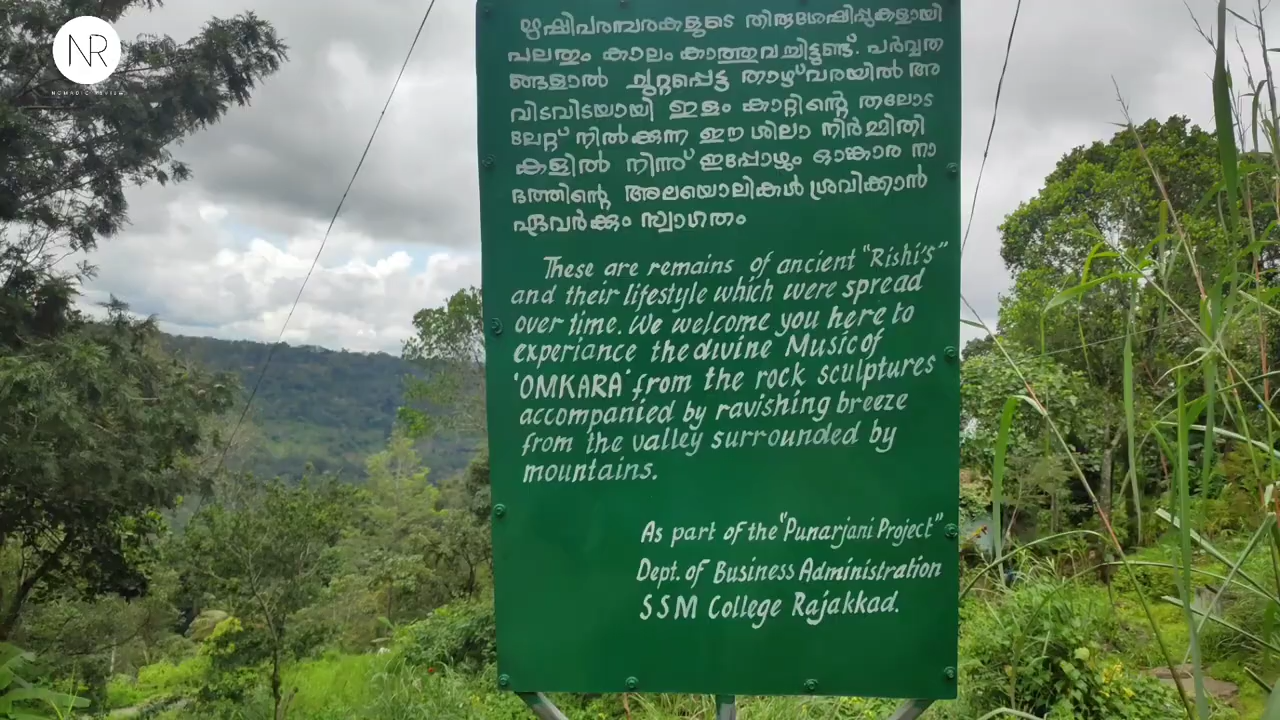 NR
NOMADIC REVIEW
ഋഷിപരമ്പരകളുടെ തിരുശേഷിപ്പുകളായി
പലതും കാലം കാത്തുവച്ചിട്ടുണ്ട്. പർവ്വത
ങ്ങളാൽ ചുറ്റപ്പെട്ട താഴ്‌വരയിൽ അ
വിടവിടയായി ഇളം കാറ്റിന്റെ തലോട
ലേറ്റ് നിൽക്കുന്ന ഈ ശിലാ നിർമ്മിതി
കളിൽ നിന്ന് ഇപ്പോഴും ഓങ്കാര നാ
ദത്തിന്റെ അലയൊലികൾ ശ്രവിക്കാൻ
ഏവർക്കും സ്വാഗതം
These are remains of ancient "Rishi's"
and their lifestyle which were spread
over time. We welcome you here to
experiance the divine Music of
'OMKARA' from the rock sculptures
accompanied by ravishing breeze
from the valley surrounded by
mountains.
As part of the "Punarjani Project"
Dept. of Business Administration
SSM College Rajakkad.